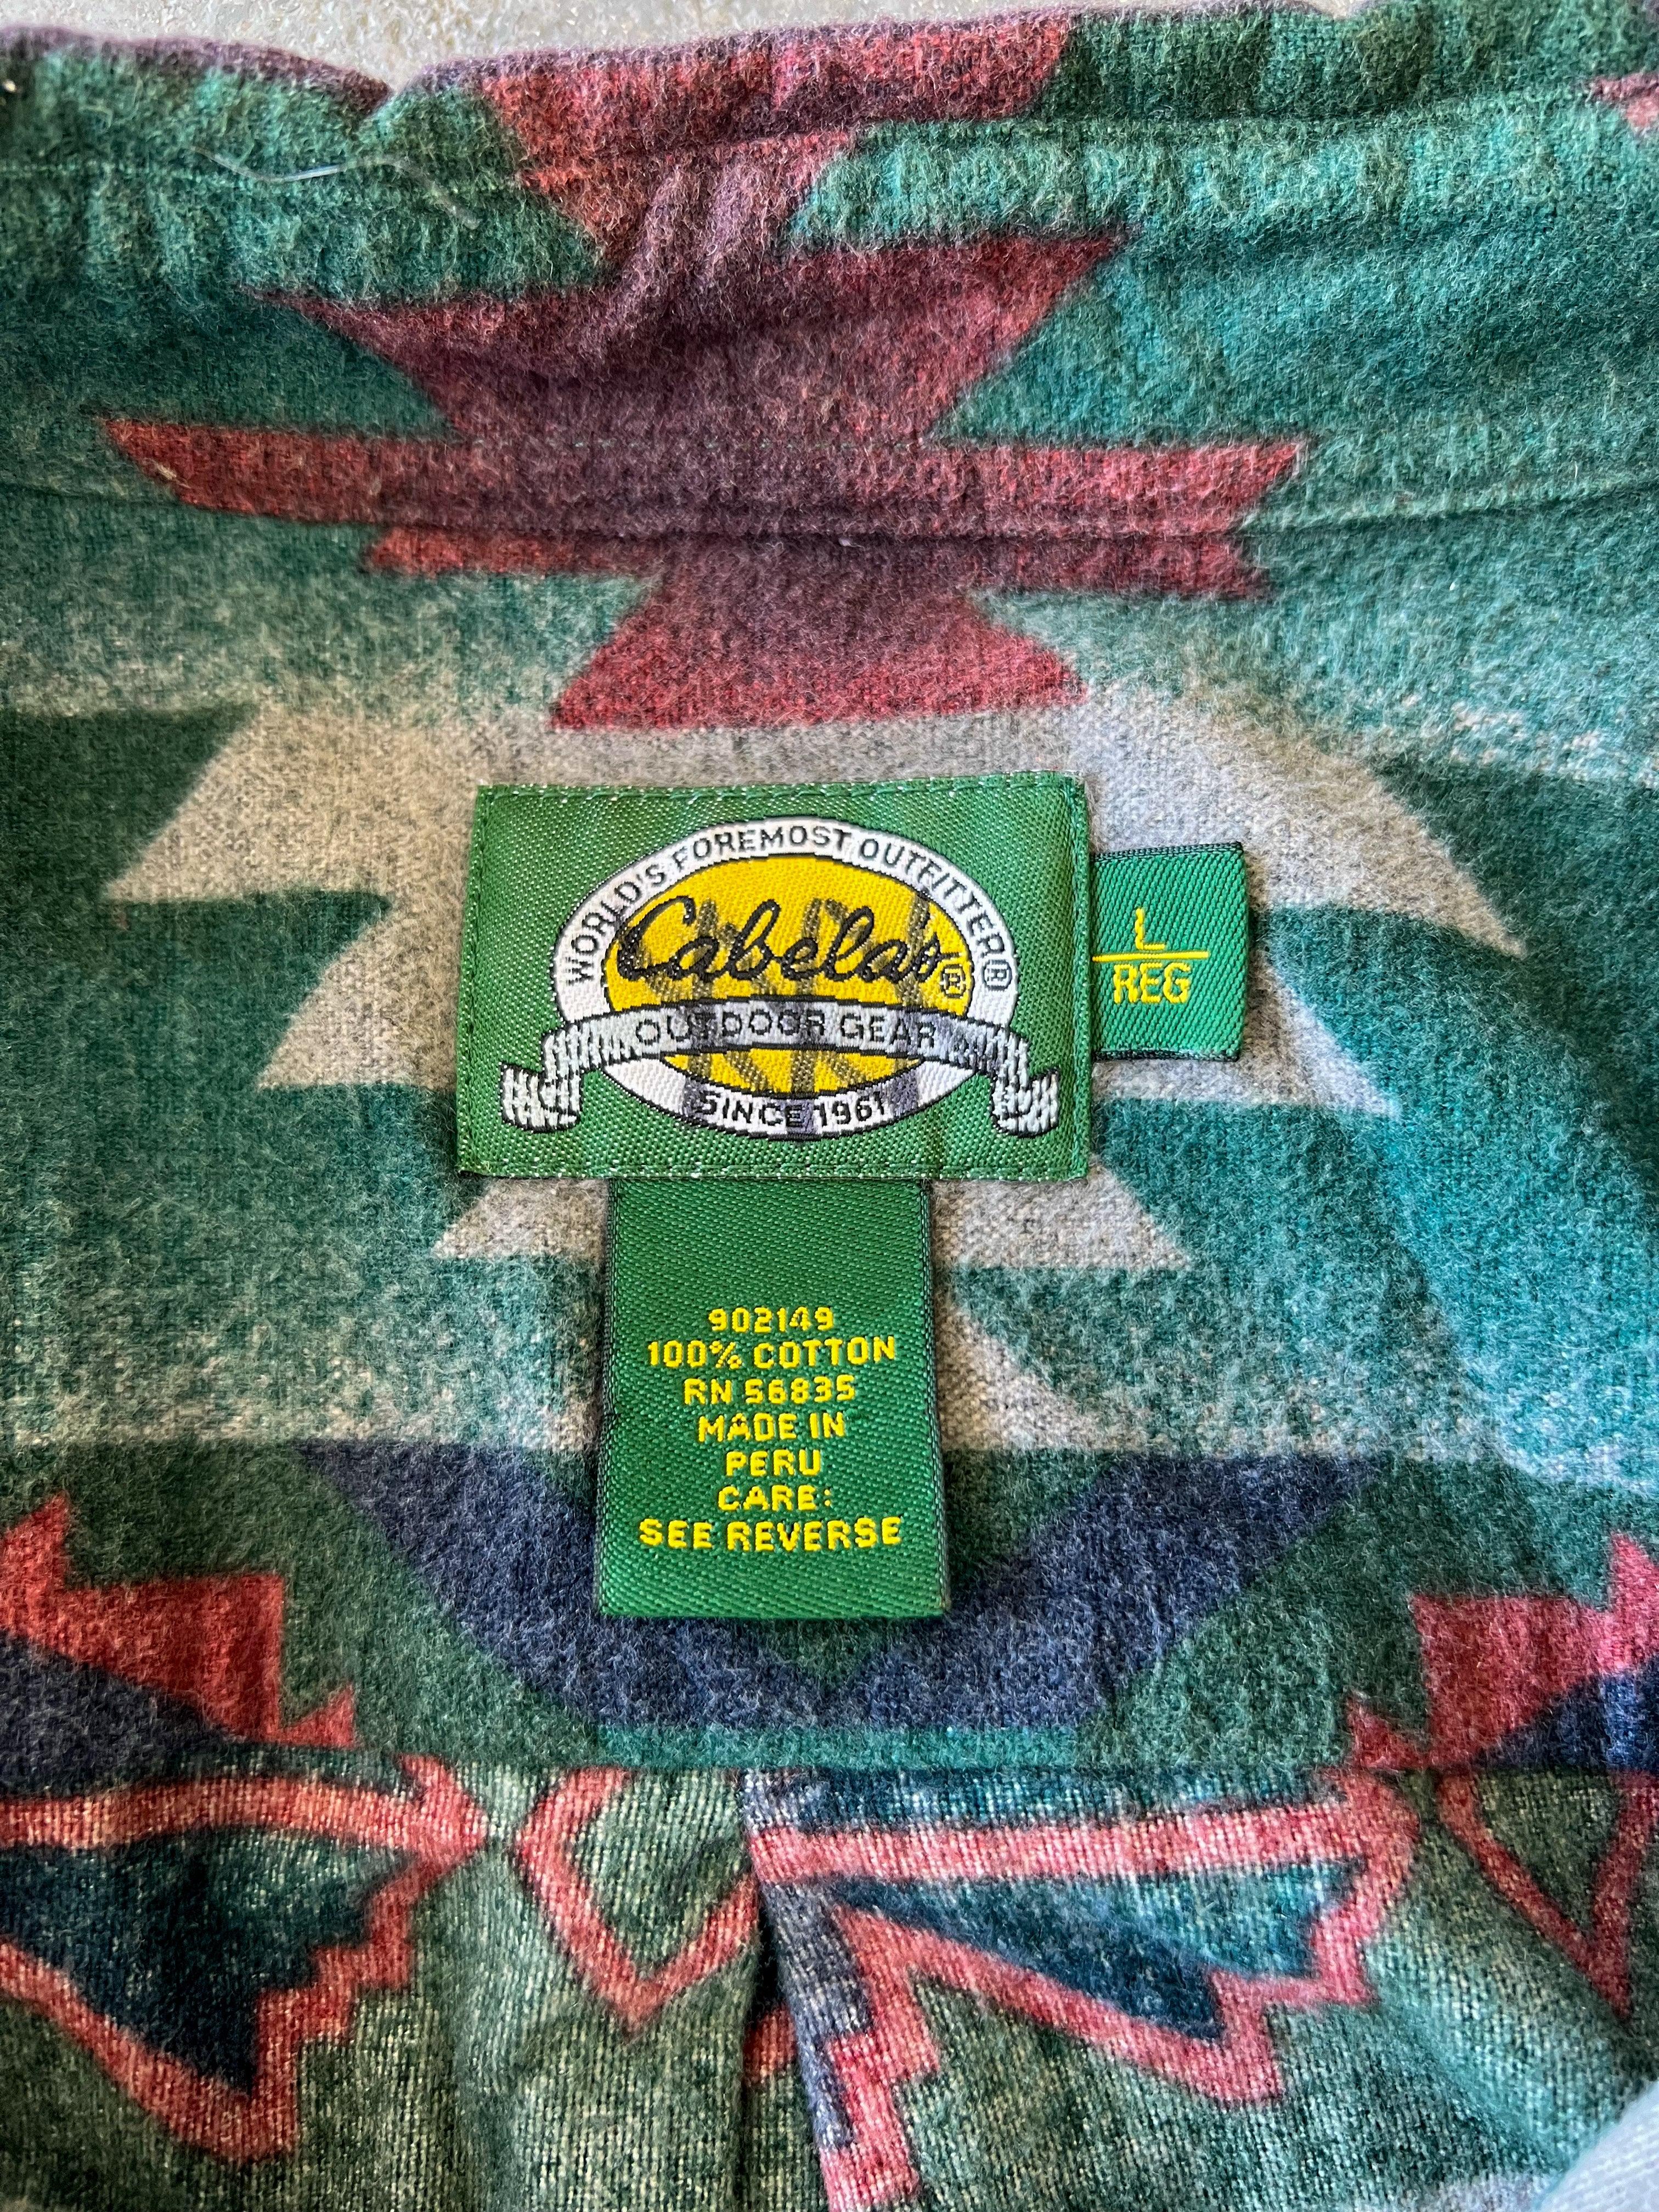 WORLD'S FOREMOST OUTFITTER®
Cabela's®
OUTDOOR GEAR
SINCE 1961
L
REG
902149
100% COTTON
RN 56835
MADE IN
PERU
CARE:
SEE REVERSE